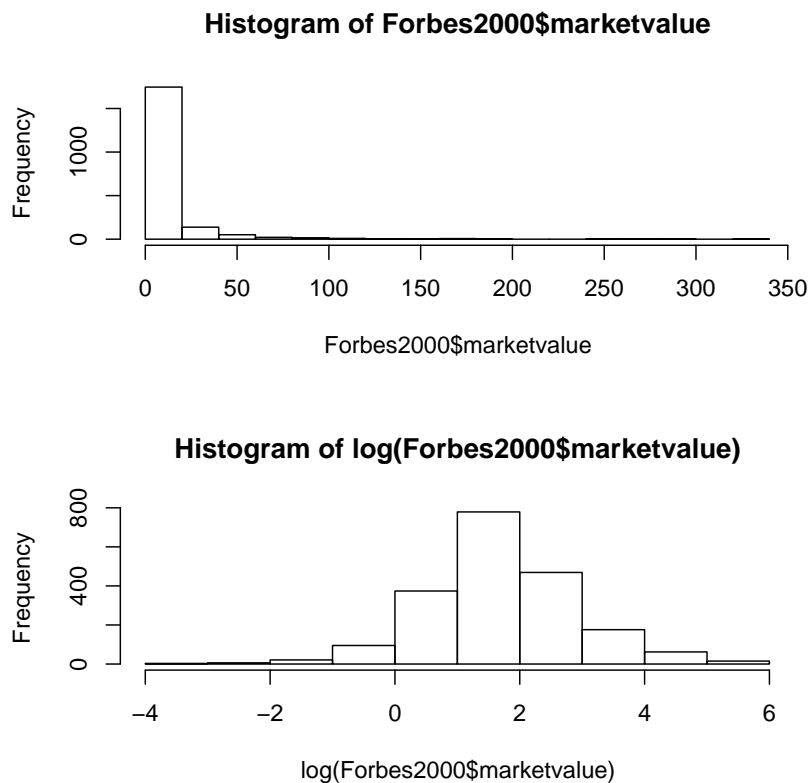 Histogram of Forbes2000$marketvalue
Frequency
1000
0
0 50 100 150 200 250 300 350
Forbes2000$marketvalue
Histogram of log(Forbes2000$marketvalue)
Frequency
800
400
0
−4 −2 0 2 4 6
log(Forbes2000$marketvalue)